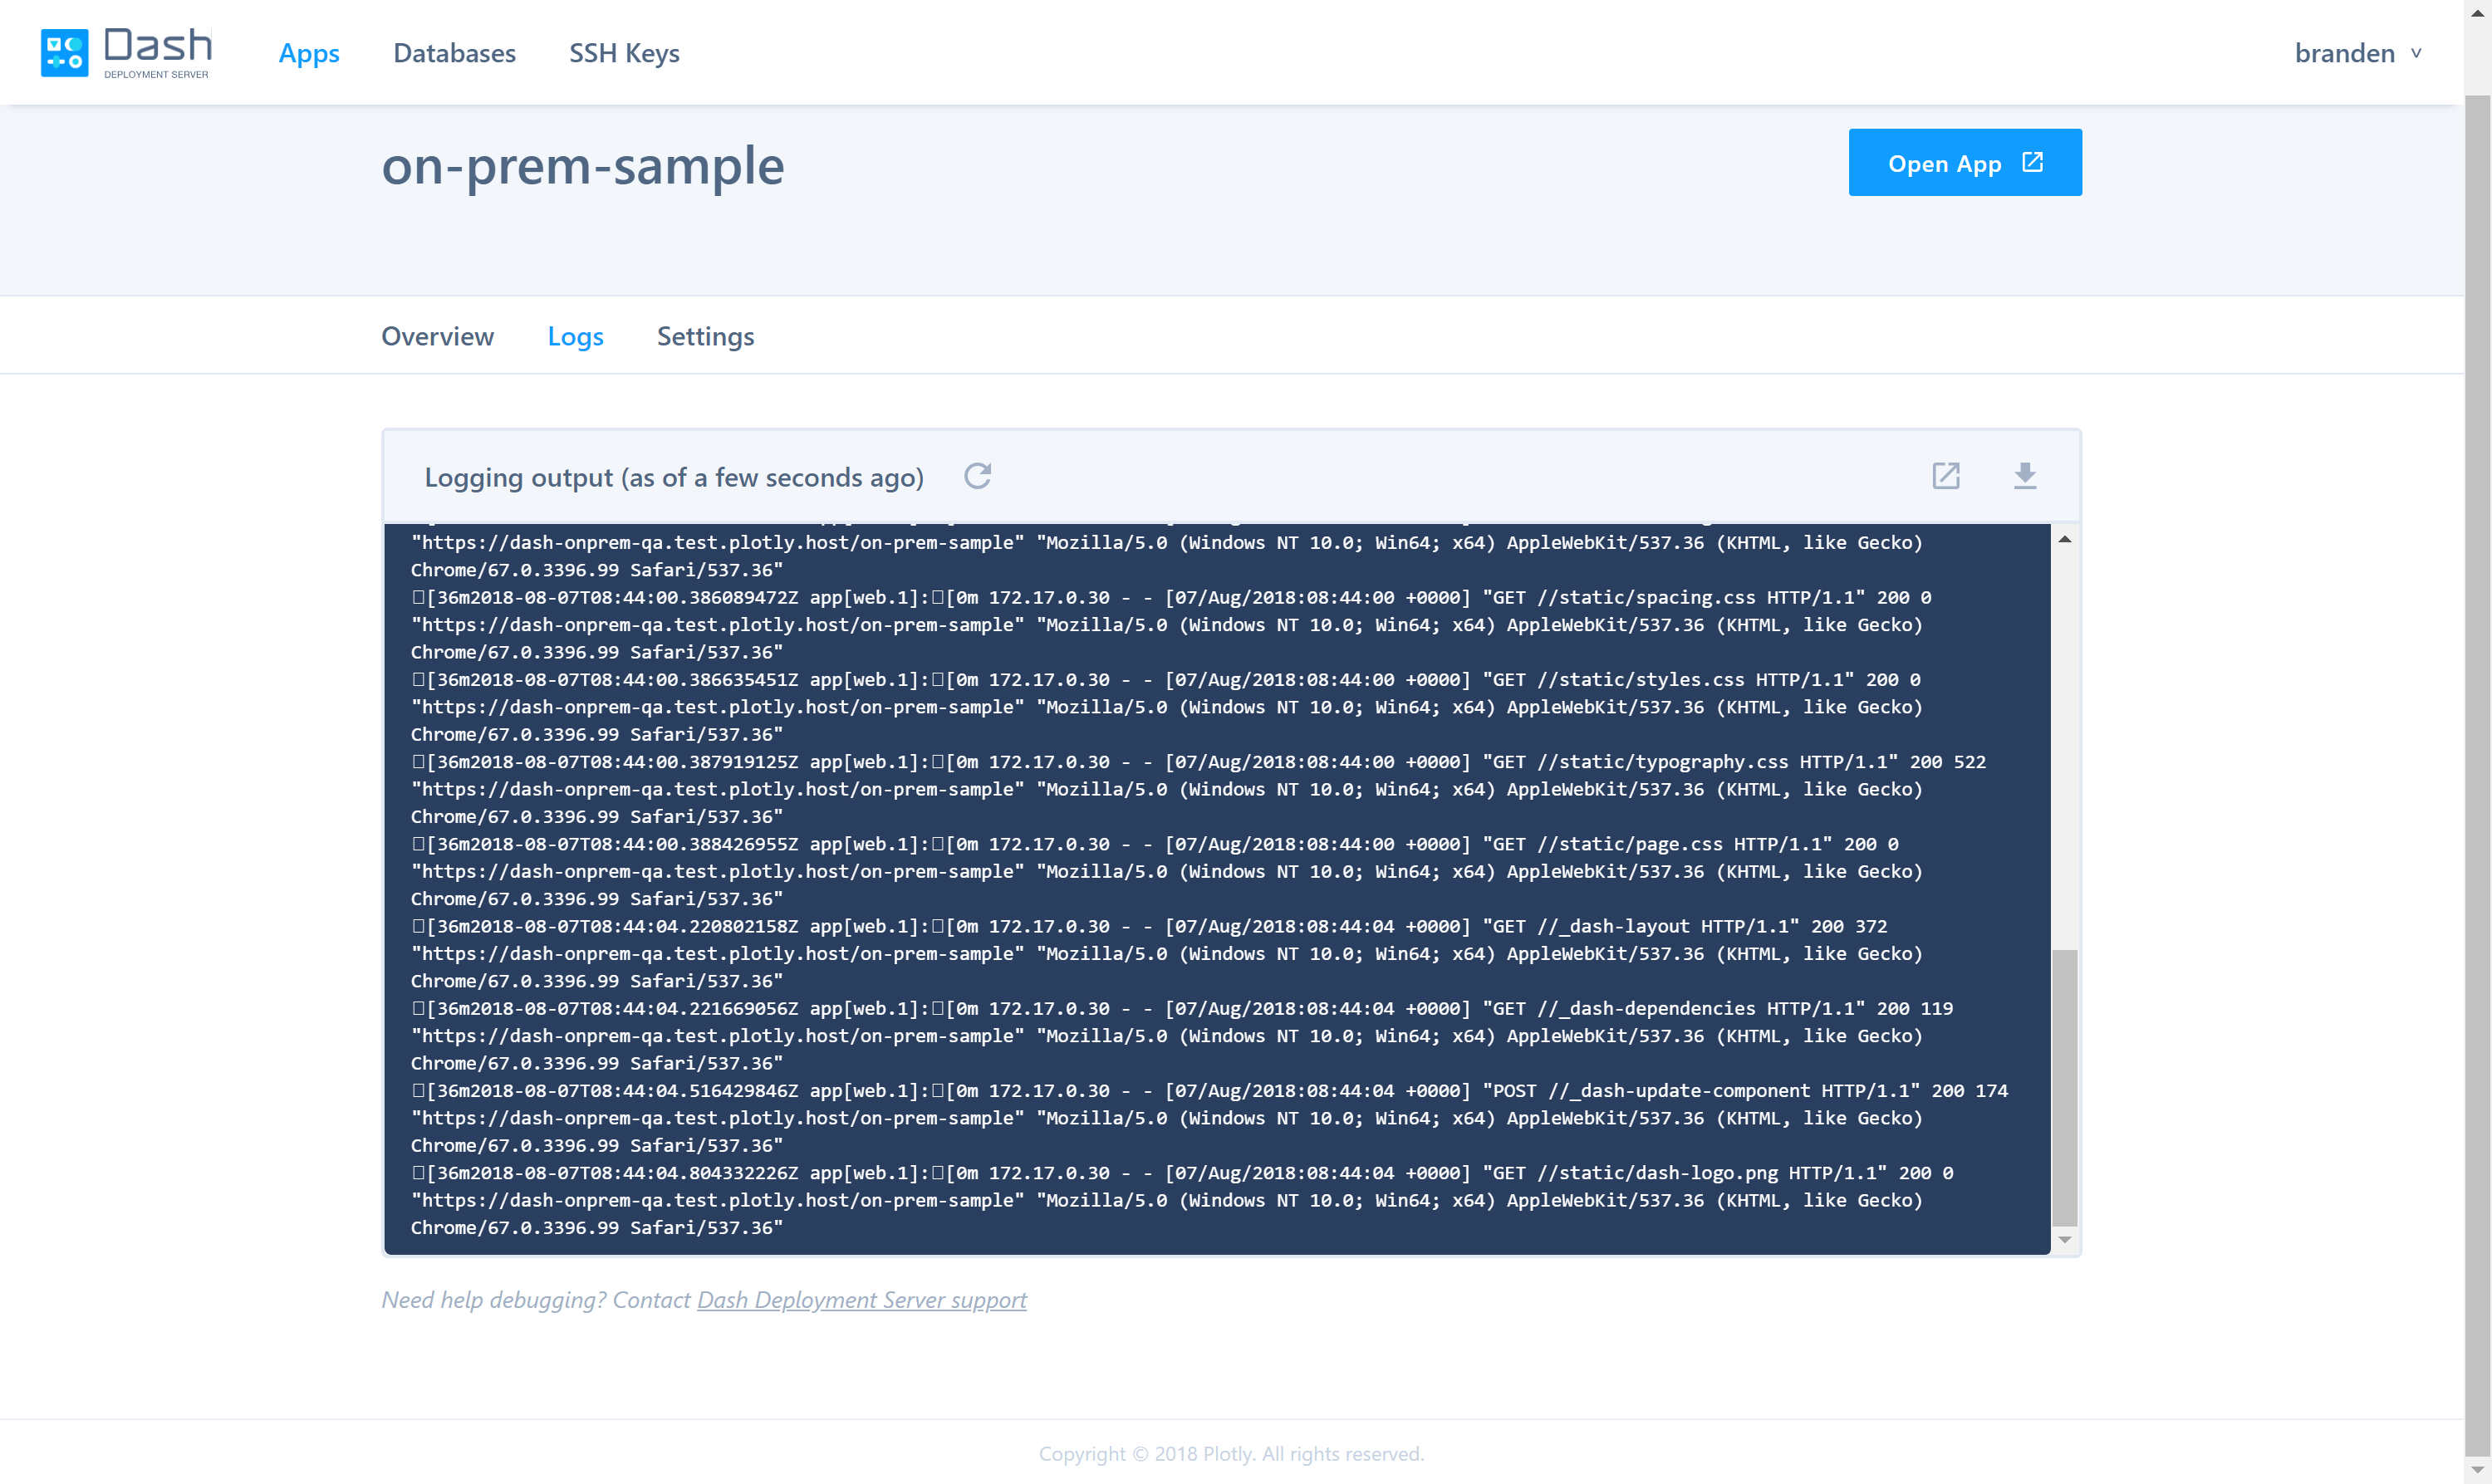 Dash
DEPLOYMENT SERVER
Apps
Databases
SSH Keys
branden
on-prem-sample
Open App
Overview
Logs
Settings
Logging output (as of a few seconds ago)
"https://dash-onprem-qa.test.plotly.host/on-prem-sample" "Mozilla/5.0 (Windows NT 10.0; Win64; x64) AppleWebKit/537.36 (KHTML, like Gecko)
Chrome/67.0.3396.99 Safari/537.36"
□[36m2018-08-07T08:44:00.386089472Z app[web.1]:□[0m 172.17.0.30 - - [07/Aug/2018:08:44:00 +0000] "GET //static/spacing.css HTTP/1.1" 200 0
"https://dash-onprem-qa.test.plotly.host/on-prem-sample" "Mozilla/5.0 (Windows NT 10.0; Win64; x64) AppleWebKit/537.36 (KHTML, like Gecko)
Chrome/67.0.3396.99 Safari/537.36"
□[36m2018-08-07T08:44:00.386635451Z app[web.1]:□[0m 172.17.0.30 - - [07/Aug/2018:08:44:00 +0000] "GET //static/styles.css HTTP/1.1" 200 0
"https://dash-onprem-qa.test.plotly.host/on-prem-sample" "Mozilla/5.0 (Windows NT 10.0; Win64; x64) AppleWebKit/537.36 (KHTML, like Gecko)
Chrome/67.0.3396.99 Safari/537.36"
□[36m2018-08-07T08:44:00.387919125Z app[web.1]:□[0m 172.17.0.30 - - [07/Aug/2018:08:44:00 +0000] "GET //static/typography.css HTTP/1.1" 200 522
"https://dash-onprem-qa.test.plotly.host/on-prem-sample" "Mozilla/5.0 (Windows NT 10.0; Win64; x64) AppleWebKit/537.36 (KHTML, like Gecko)
Chrome/67.0.3396.99 Safari/537.36"
□[36m2018-08-07T08:44:00.388426955Z app[web.1]:□[0m 172.17.0.30 - - [07/Aug/2018:08:44:00 +0000] "GET //static/page.css HTTP/1.1" 200 0
"https://dash-onprem-qa.test.plotly.host/on-prem-sample" "Mozilla/5.0 (Windows NT 10.0; Win64; x64) AppleWebKit/537.36 (KHTML, like Gecko)
Chrome/67.0.3396.99 Safari/537.36"
□[36m2018-08-07T08:44:04.220802158Z app[web.1]:□[0m 172.17.0.30 - - [07/Aug/2018:08:44:04 +0000] "GET //_dash-layout HTTP/1.1" 200 372
"https://dash-onprem-qa.test.plotly.host/on-prem-sample" "Mozilla/5.0 (Windows NT 10.0; Win64; x64) AppleWebKit/537.36 (KHTML, like Gecko)
Chrome/67.0.3396.99 Safari/537.36"
□[36m2018-08-07T08:44:04.221669056Z app[web.1]:□[0m 172.17.0.30 - - [07/Aug/2018:08:44:04 +0000] "GET //_dash-dependencies HTTP/1.1" 200 119
"https://dash-onprem-qa.test.plotly.host/on-prem-sample" "Mozilla/5.0 (Windows NT 10.0; Win64; x64) AppleWebKit/537.36 (KHTML, like Gecko)
Chrome/67.0.3396.99 Safari/537.36"
□[36m2018-08-07T08:44:04.516429846Z app[web.1]:□[0m 172.17.0.30 - - [07/Aug/2018:08:44:04 +0000] "POST //_dash-update-component HTTP/1.1" 200 174
"https://dash-onprem-qa.test.plotly.host/on-prem-sample" "Mozilla/5.0 (Windows NT 10.0; Win64; x64) AppleWebKit/537.36 (KHTML, like Gecko)
Chrome/67.0.3396.99 Safari/537.36"
□[36m2018-08-07T08:44:04.804332226Z app[web.1]:□[0m 172.17.0.30 - - [07/Aug/2018:08:44:04 +0000] "GET //static/dash-logo.png HTTP/1.1" 200 0
"https://dash-onprem-qa.test.plotly.host/on-prem-sample" "Mozilla/5.0 (Windows NT 10.0; Win64; x64) AppleWebKit/537.36 (KHTML, like Gecko)
Chrome/67.0.3396.99 Safari/537.36"
Need help debugging? Contact Dash Deployment Server support
Copyright © 2018 Plotly. All rights reserved.